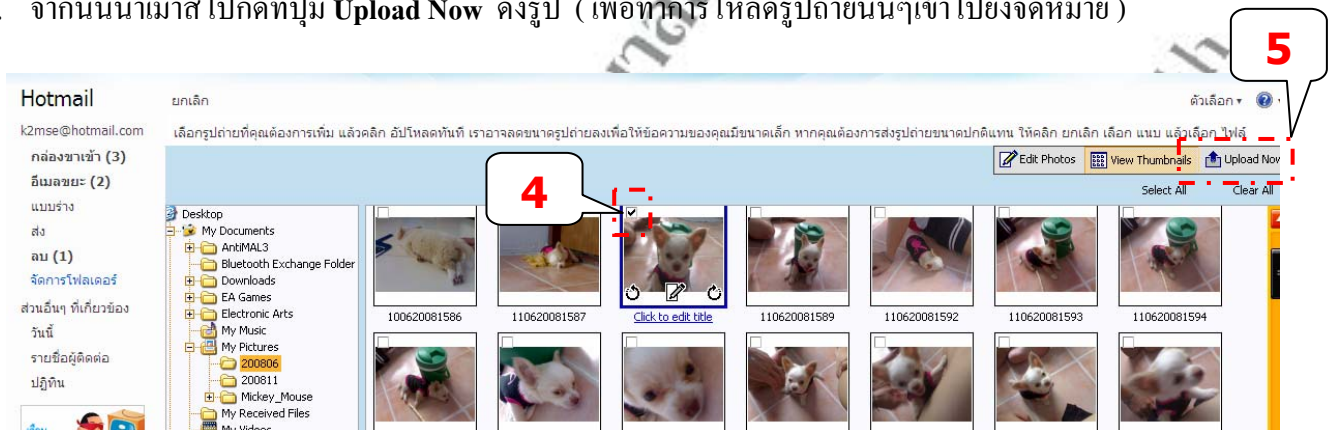 จากนั้นนำเมาส์ไปกดที่ปุ่ม Upload Now ดังรูป ( เพื่อทำการโหลดรูปถ่ายนั้นๆเข้าไปยังจดหมาย )
5
Hotmail
ยกเลิก
ตัวเลือก
k2mse@hotmail.com
เลือกรูปถ่ายที่คุณต้องการเพิ่ม แล้วคลิก อัปโหลดทันที เราอาจลดขนาดรูปถ่ายลงเพื่อให้ข้อความของคุณมีขนาดเล็ก หากคุณต้องการส่งรูปถ่ายขนาดปกติแทน ให้คลิก ยกเลิก เลือก แนบ แล้วเลือก ไฟล์
กล่องขาเข้า (3)
อีเมลขยะ (2)
แบบร่าง
ส่ง
ลบ (1)
จัดการโฟลเดอร์
ส่วนอื่นๆ ที่เกี่ยวข้อง
วันนี้
รายชื่อผู้ติดต่อ
ปฏิทิน
Edit Photos
View Thumbnails
Upload Now
Select All
Clear All
4
Desktop
My Documents
AntiMAL3
Bluetooth Exchange Folder
Downloads
EA Games
Electronic Arts
My Music
My Pictures
200806
200811
Mickey_Mouse
My Received Files
My Videos
100620081586
110620081587
Click to edit title
110620081589
110620081592
110620081593
110620081594